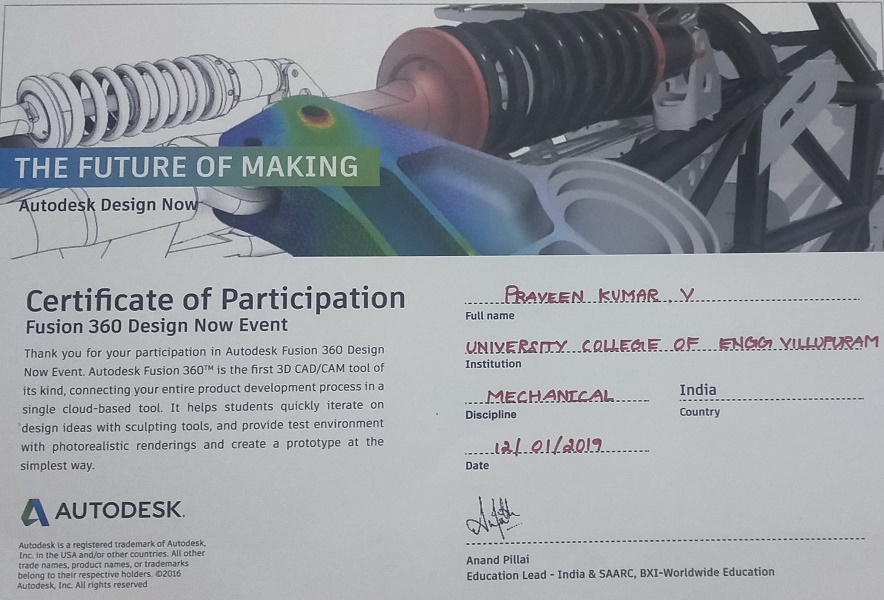 THE FUTURE OF MAKING
Autodesk Design Now
Certificate of Participation
Fusion 360 Design Now Event
Thank you for your participation in Autodesk Fusion 360 Design
Now Event. Autodesk Fusion 360™ is the first 3D CAD/CAM tool of
its kind, connecting your entire product development process in a
single cloud-based tool. It helps students quickly iterate on
design ideas with sculpting tools, and provide test environment
with photorealistic renderings and create a prototype at the
simplest way.
AUTODESK.
Autodesk is a registered trademark of Autodesk,
Inc. in the USA and/or other countries. All other
trade names, product names, or trademarks
belong to their respective holders. ©2016
Autodesk, Inc. All rights reserved
PRAVEEN KUMAR . V
Full name
UNIVERSITY COLLEGE OF ENGG VILLUPURAM
Institution
MECHANICAL
Discipline
India
Country
12/01/2019
Date
Anand Pillai
Education Lead - India & SAARC, BXI-Worldwide Education